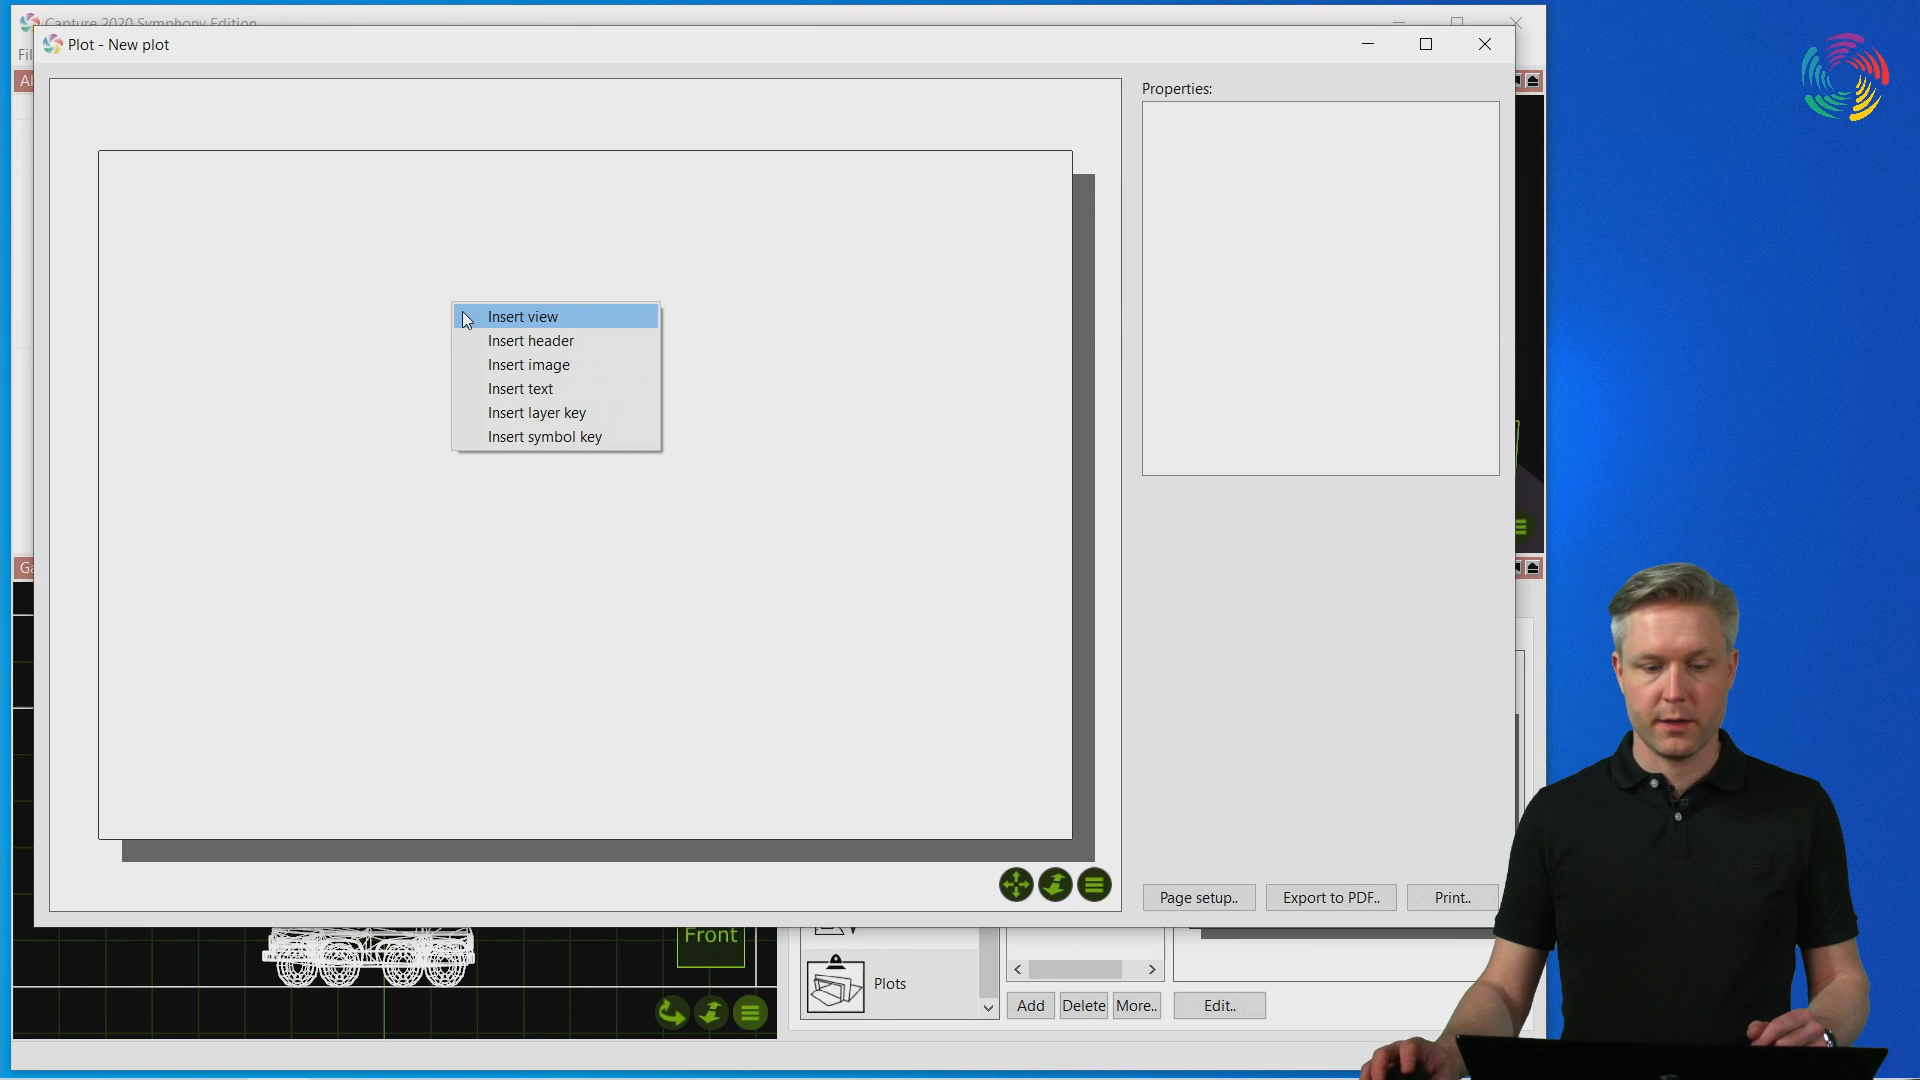 Capture 2020 Symphony Edition
Plot - New plot
Properties:
Insert view
Insert header
Insert image
Insert text
Insert layer key
Insert symbol key
Page setup..
Export to PDF..
Print..
Front
Plots
Add
Delete
More..
Edit..